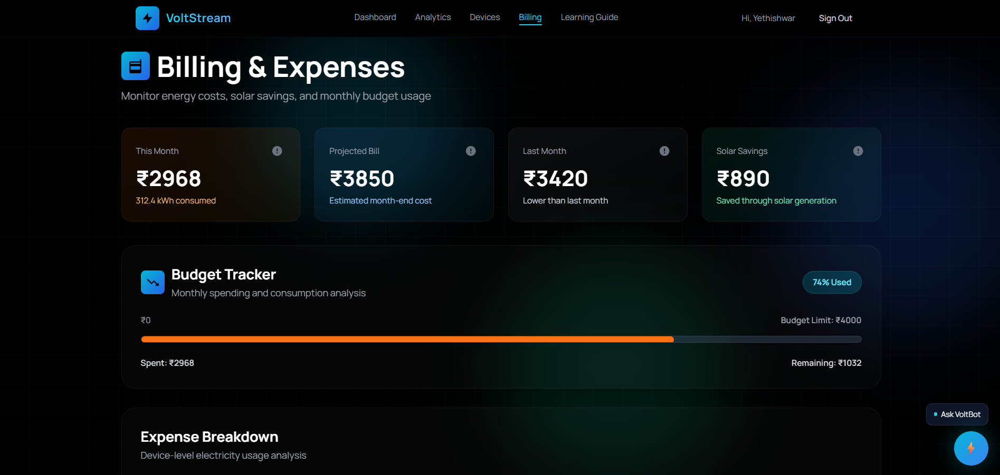 VoltStream
Dashboard Analytics Devices Billing Learning Guide
Hi, Yethishwar Sign Out
Billing & Expenses
Monitor energy costs, solar savings, and monthly budget usage
This Month
₹2968
312.4 kWh consumed
Projected Bill
₹3850
Estimated month-end cost
Last Month
₹3420
Lower than last month
Solar Savings
₹890
Saved through solar generation
Budget Tracker
Monthly spending and consumption analysis
74% Used
₹0 Budget Limit: ₹4000
Spent: ₹2968 Remaining: ₹1032
Expense Breakdown
Device-level electricity usage analysis
Ask VoltBot